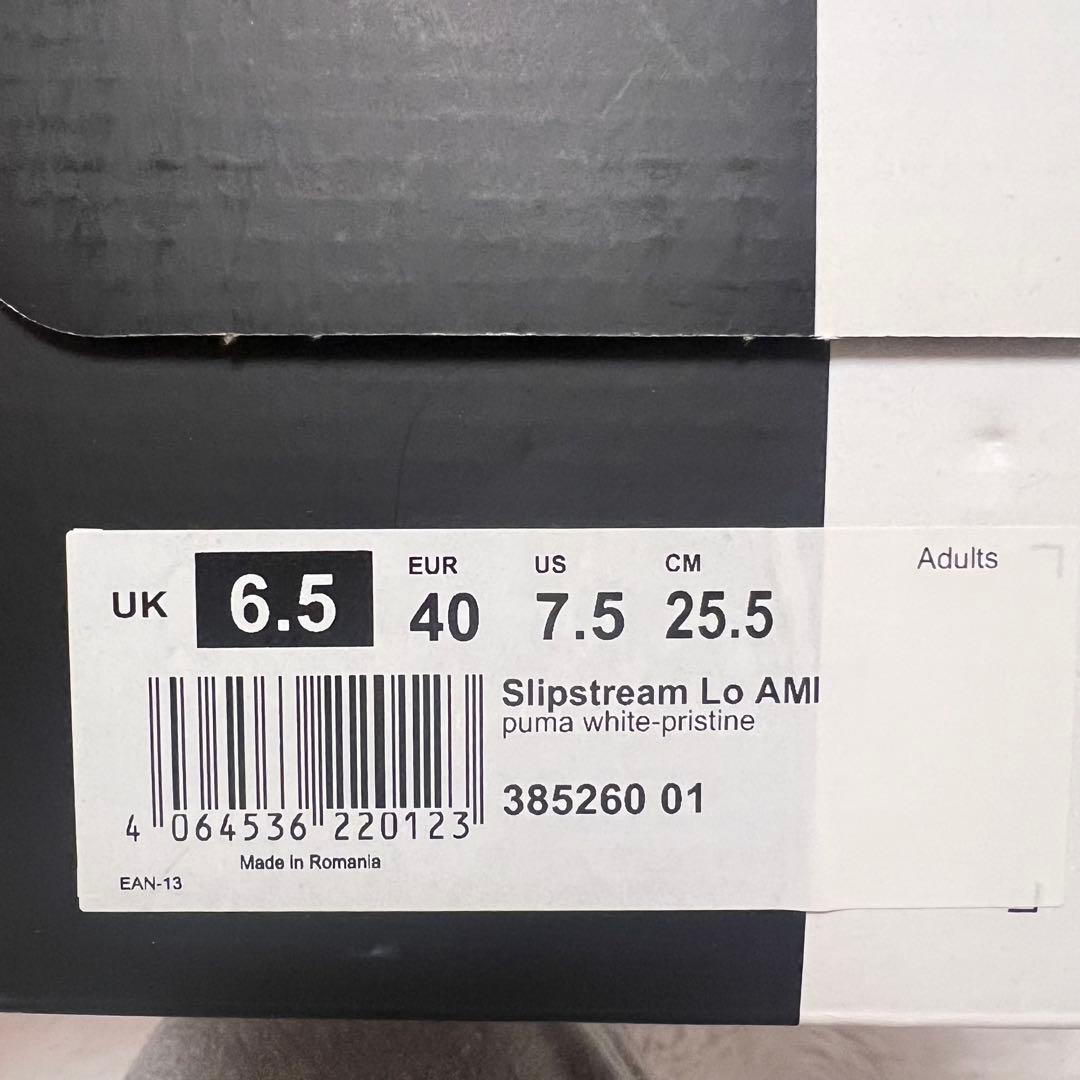 UK 6.5 EUR 40 US 7.5 CM 25.5 Adults
Slipstream Lo AMI
puma white-pristine
385260 01
4 064536 220123
Made in Romania
EAN-13